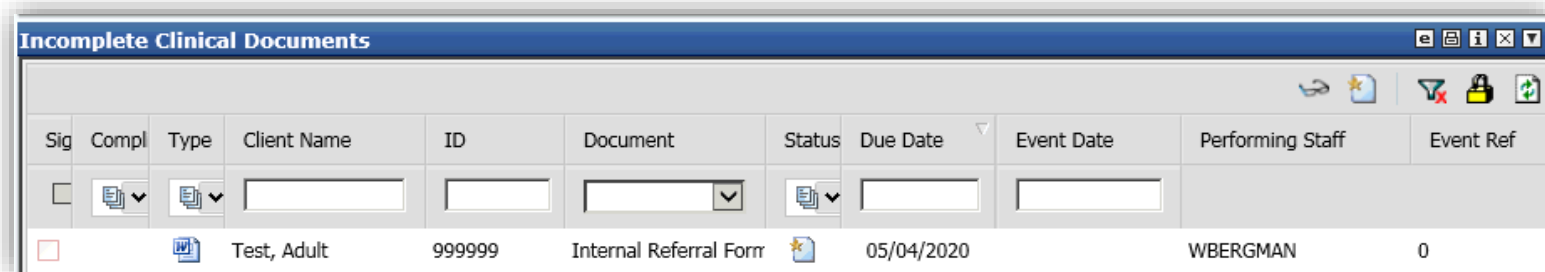 Incomplete Clinical Documents
Sig Compl Type Client Name ID Document Status Due Date Event Date Performing Staff Event Ref
Test, Adult 999999 Internal Referral Form 05/04/2020 WBERGMAN 0